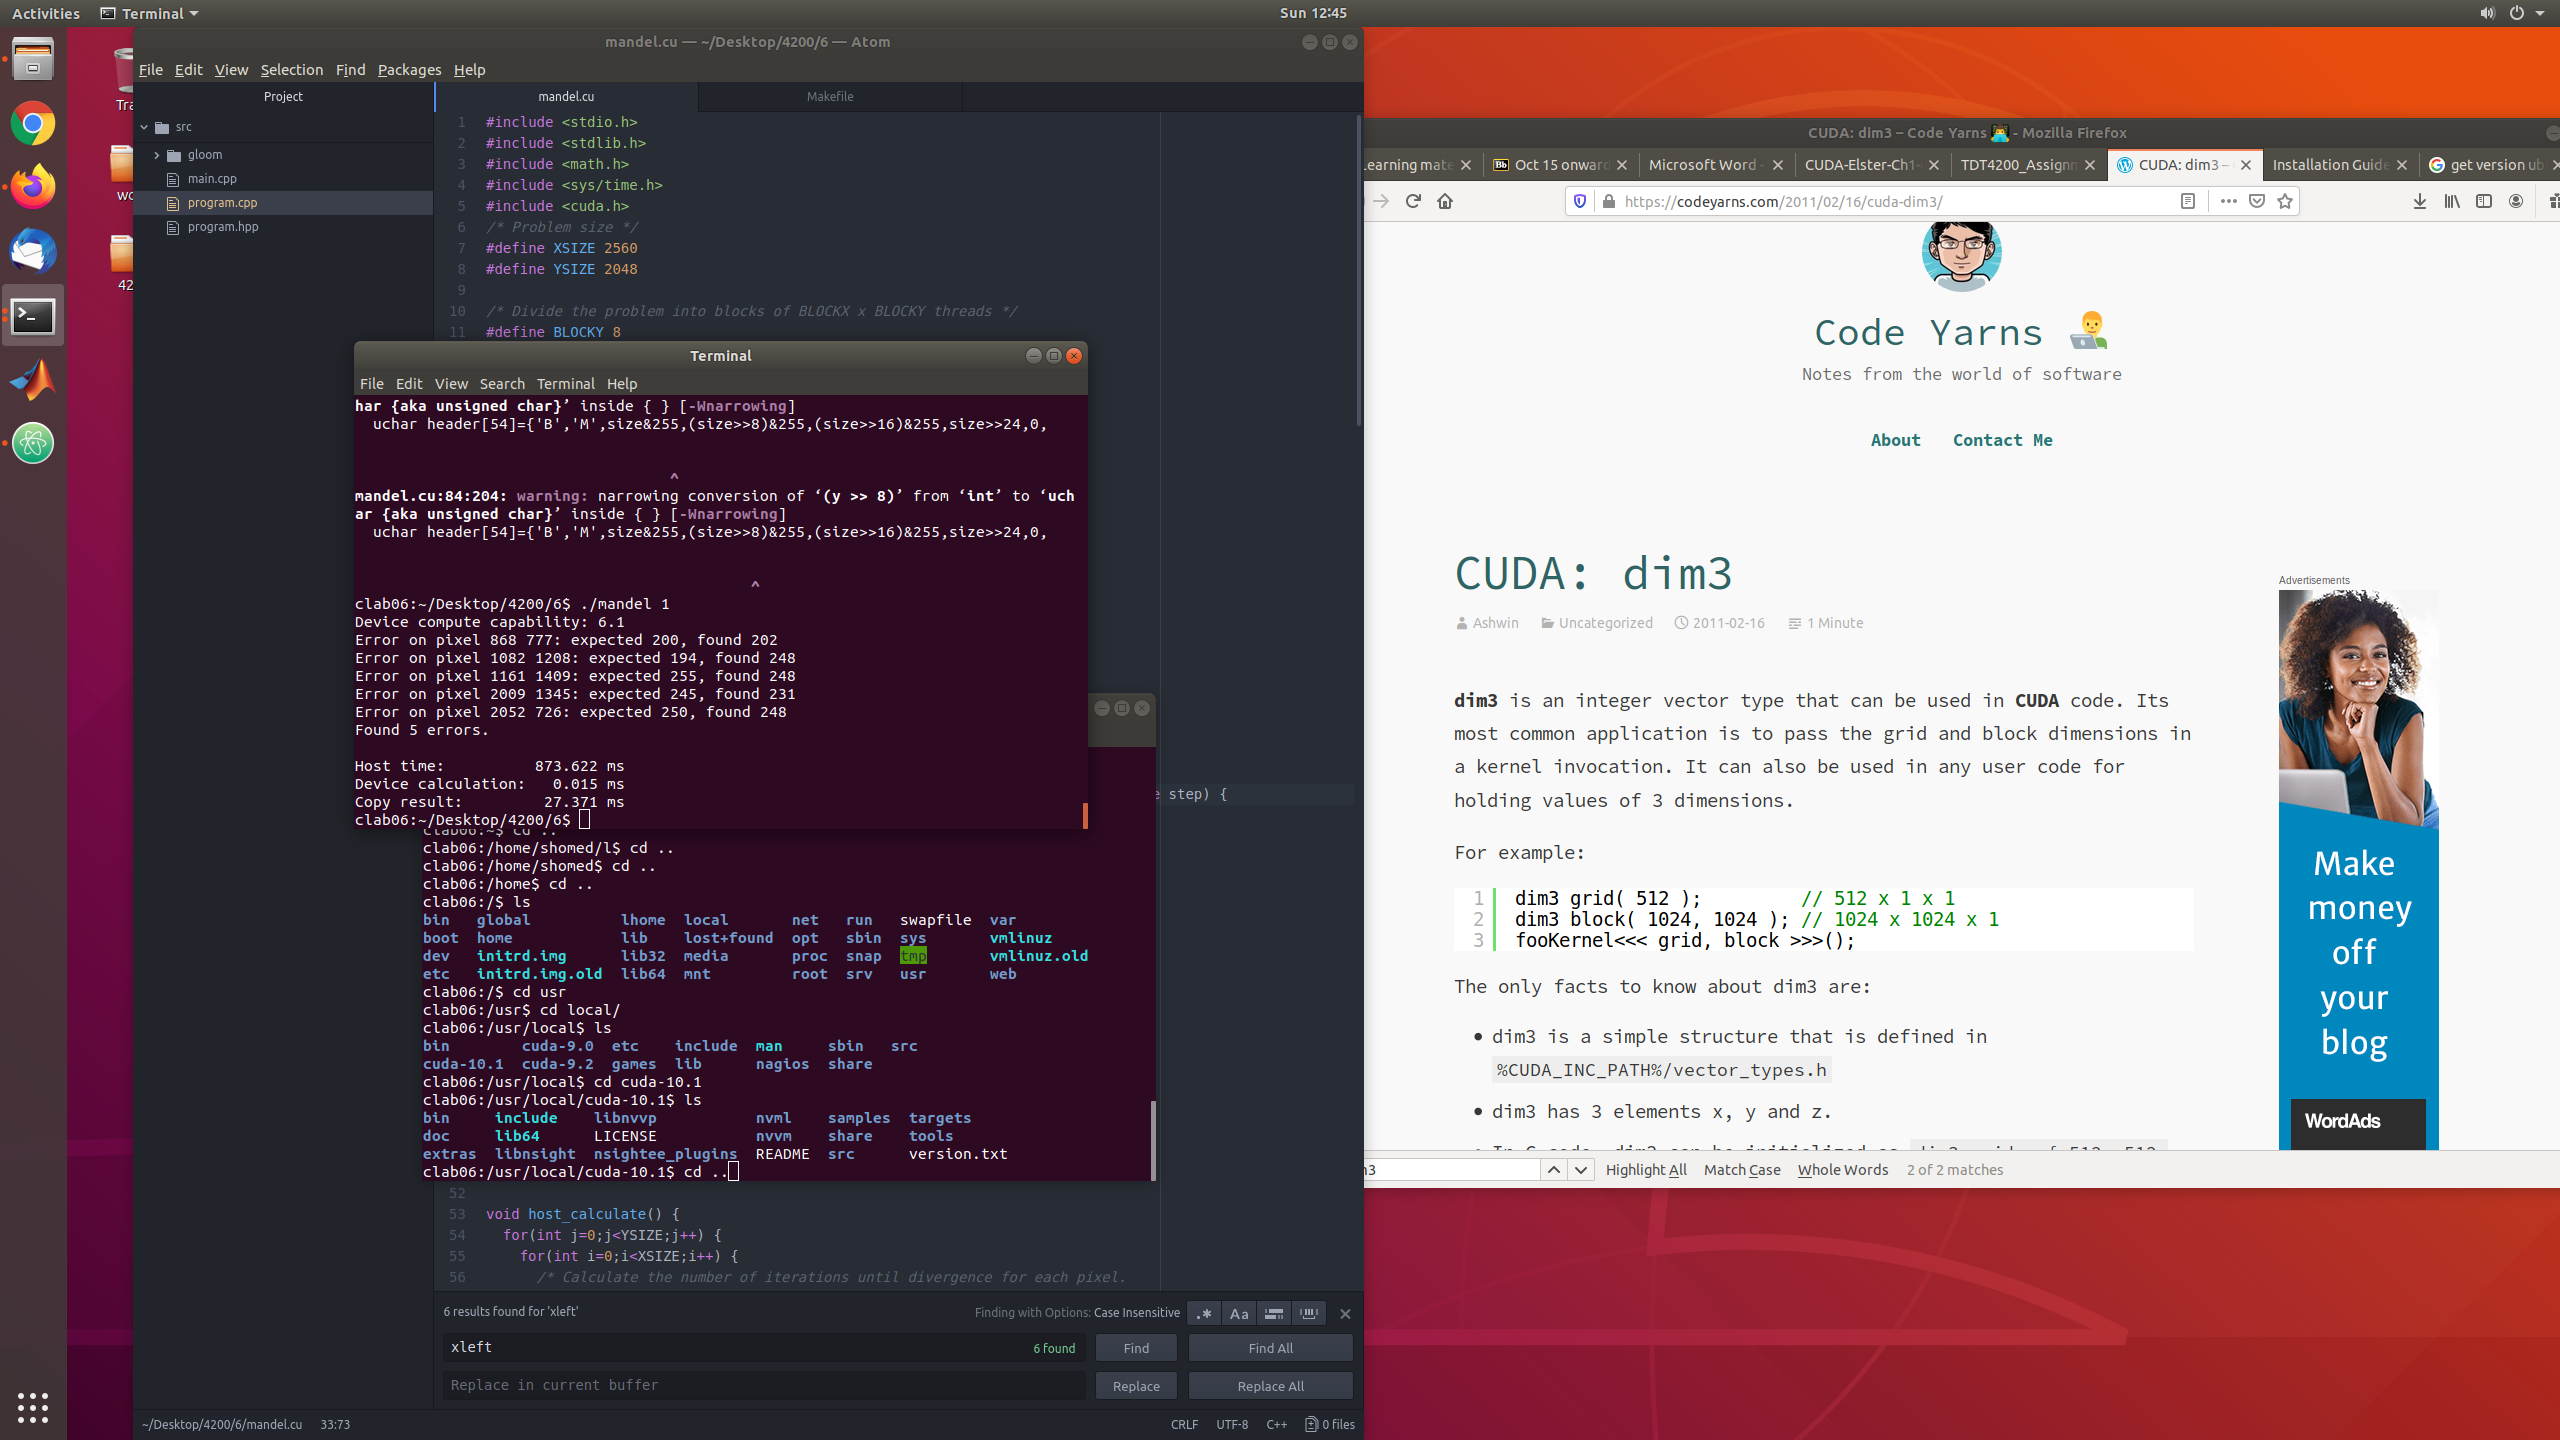 Activities
Terminal
Sun 12:45
mandel.cu — ~/Desktop/4200/6 — Atom
File Edit View Selection Find Packages Help
Project
mandel.cu
Makefile
src
gloom
main.cpp
program.cpp
program.hpp
1 #include <stdio.h>
2 #include <stdlib.h>
3 #include <math.h>
4 #include <sys/time.h>
5 #include <cuda.h>
6 /* Problem size */
7 #define XSIZE 2560
8 #define YSIZE 2048
9
10 /* Divide the problem into blocks of BLOCKX x BLOCKY threads */
11 #define BLOCKY 8
Terminal
File Edit View Search Terminal Help
har {aka unsigned char}’ inside { } [-Wnarrowing]
uchar header[54]={'B','M',size&255,(size>>8)&255,(size>>16)&255,size>>24,0,
^
mandel.cu:84:204: warning: narrowing conversion of ‘(y >> 8)’ from ‘int’ to ‘uch
ar {aka unsigned char}’ inside { } [-Wnarrowing]
uchar header[54]={'B','M',size&255,(size>>8)&255,(size>>16)&255,size>>24,0,
^
clab06:~/Desktop/4200/6$ ./mandel 1
Device compute capability: 6.1
Error on pixel 868 777: expected 200, found 202
Error on pixel 1082 1208: expected 194, found 248
Error on pixel 1161 1409: expected 255, found 248
Error on pixel 2009 1345: expected 245, found 231
Error on pixel 2052 726: expected 250, found 248
Found 5 errors.
Host time: 873.622 ms
Device calculation: 0.015 ms
Copy result: 27.371 ms
clab06:~/Desktop/4200/6$
step) {
clab06:~$ cd ..
clab06:/home/shomed/l$ cd ..
clab06:/home/shomed$ cd ..
clab06:/home$ cd ..
clab06:/$ ls
bin global lhome local net run swapfile var
boot home lib lost+found opt sbin sys vmlinuz
dev initrd.img lib32 media proc snap tmp vmlinuz.old
etc initrd.img.old lib64 mnt root srv usr web
clab06:/$ cd usr
clab06:/usr$ cd local/
clab06:/usr/local$ ls
bin cuda-9.0 etc include man sbin src
cuda-10.1 cuda-9.2 games lib nagios share
clab06:/usr/local$ cd cuda-10.1
clab06:/usr/local/cuda-10.1$ ls
bin include libnvvp nvml samples targets
doc lib64 LICENSE nvvm share tools
extras libnsight nsightee_plugins README src version.txt
clab06:/usr/local/cuda-10.1$ cd ..
52
53 void host_calculate() {
54 for(int j=0;j<YSIZE;j++) {
55 for(int i=0;i<XSIZE;i++) {
56 /* Calculate the number of iterations until divergence for each pixel.
6 results found for 'xleft'
Finding with Options: Case Insensitive
.* Aa
xleft
6 found
Find
Find All
Replace in current buffer
Replace
Replace All
~/Desktop/4200/6/mandel.cu 33:73
CRLF UTF-8 C++ 0 files
CUDA: dim3 – Code Yarns - Mozilla Firefox
Learning mate
Bb Oct 15 onward
Microsoft Word -
CUDA-Elster-Ch1-
TDT4200_Assignm
CUDA: dim3 –
Installation Guide
get version ub
https://codeyarns.com/2011/02/16/cuda-dim3/
Code Yarns
Notes from the world of software
About Contact Me
CUDA: dim3
Ashwin Uncategorized 2011-02-16 1 Minute
dim3 is an integer vector type that can be used in CUDA code. Its
most common application is to pass the grid and block dimensions in
a kernel invocation. It can also be used in any user code for
holding values of 3 dimensions.
For example:
1 dim3 grid( 512 ); // 512 x 1 x 1
2 dim3 block( 1024, 1024 ); // 1024 x 1024 x 1
3 fooKernel<<< grid, block >>>();
The only facts to know about dim3 are:
• dim3 is a simple structure that is defined in
%CUDA_INC_PATH%/vector_types.h
• dim3 has 3 elements x, y and z.
Advertisements
Make
money
off
your
blog
WordAds
Highlight All Match Case Whole Words 2 of 2 matches